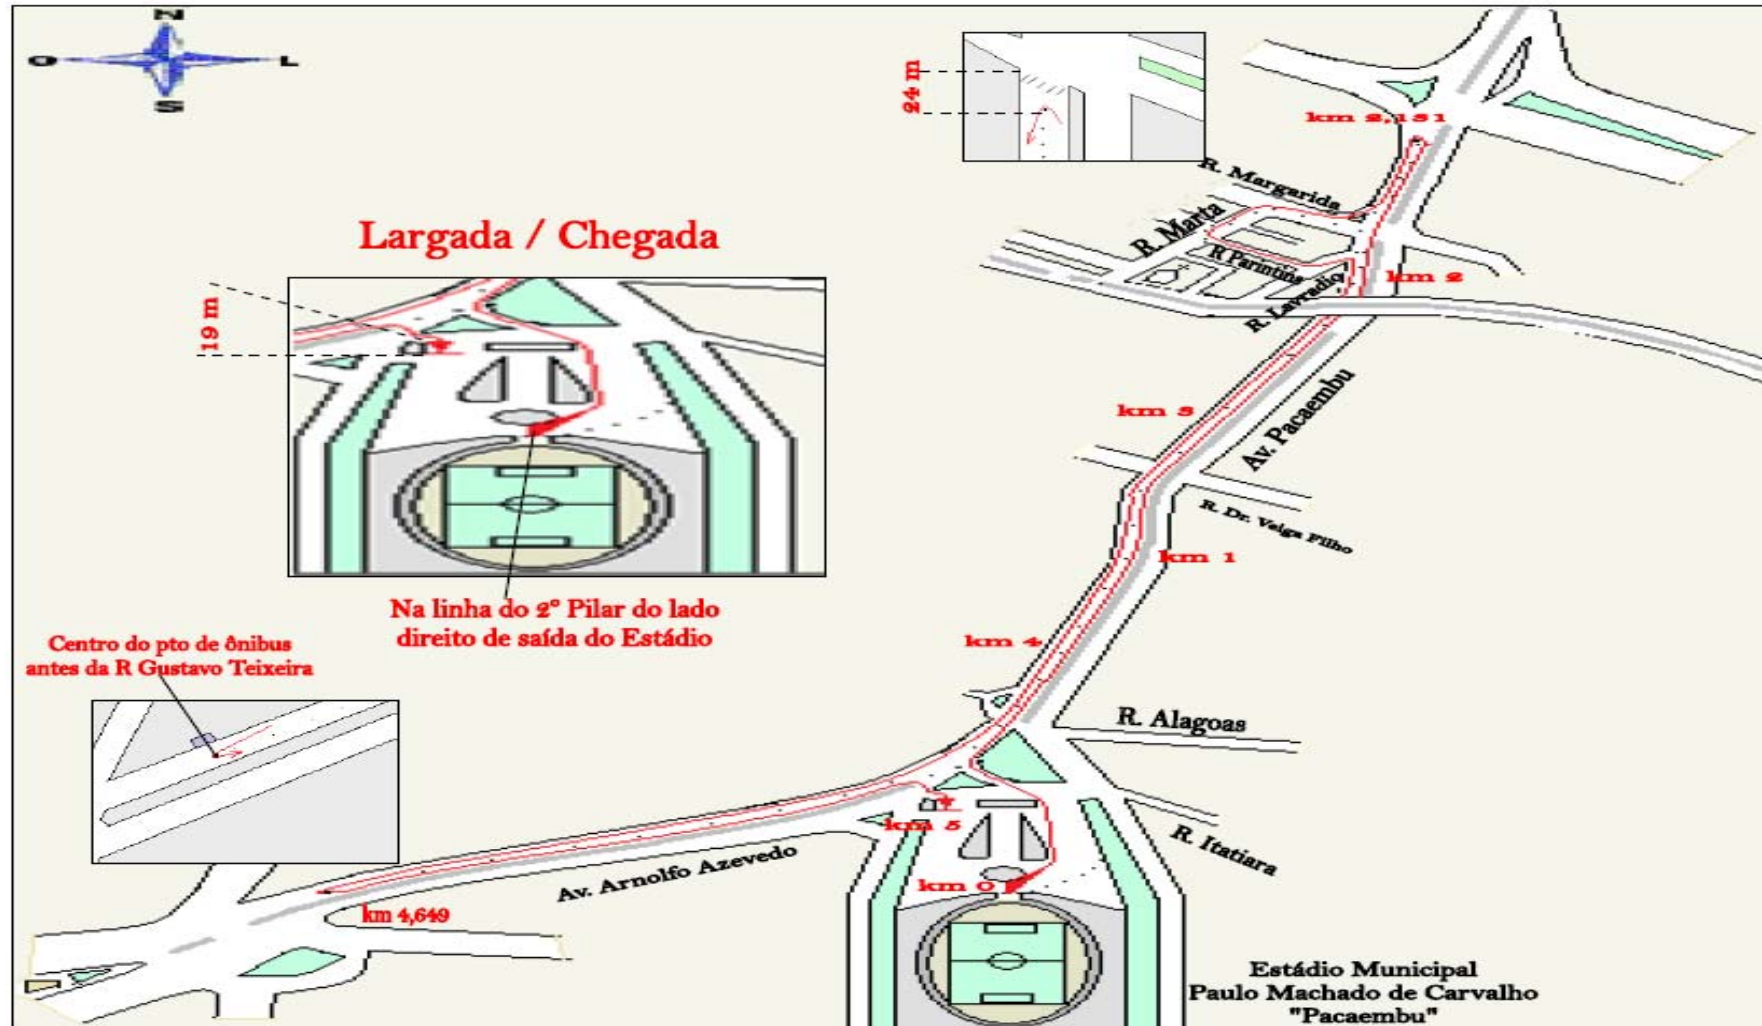 N
O
L
S
24 m
km 2,151
R. Margarida
R. Marta
R Parintins
R. Lavradio
km 2
Largada / Chegada
19 m
km 3
Av. Pacaembu
R. Dr. Veiga Filho
km 1
Na linha do 2º Pilar do lado
direito de saída do Estádio
km 4
Centro do pto de ônibus
antes da R Gustavo Teixeira
R. Alagoas
km 5
R. Itatiara
Av. Arnolfo Azevedo
km 0
km 4,649
Estádio Municipal
Paulo Machado de Carvalho
"Pacaembu"